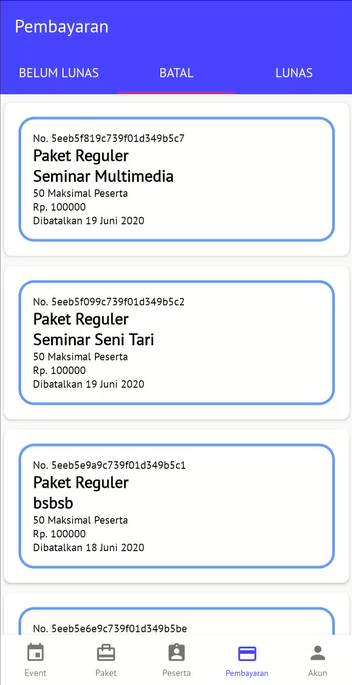 Pembayaran
BELUM LUNAS BATAL LUNAS
No. 5eeb5f819c739f01d349b5c7
Paket Reguler
Seminar Multimedia
50 Maksimal Peserta
Rp. 100000
Dibatalkan 19 Juni 2020
No. 5eeb5f099c739f01d349b5c2
Paket Reguler
Seminar Seni Tari
50 Maksimal Peserta
Rp. 100000
Dibatalkan 19 Juni 2020
No. 5eeb5e9a9c739f01d349b5c1
Paket Reguler
bsbsb
50 Maksimal Peserta
Rp. 100000
Dibatalkan 18 Juni 2020
No. 5eeb5e6e9c739f01d349b5be
Event Paket Peserta Pembayaran Akun